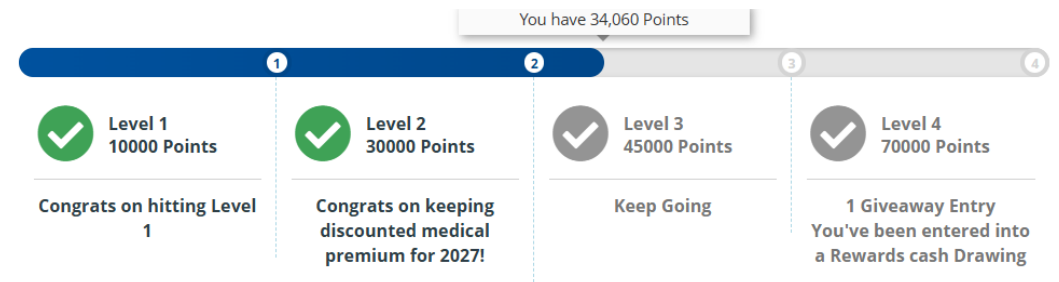 You have 34,060 Points
1
2
3
4
Level 1
10000 Points
Level 2
30000 Points
Level 3
45000 Points
Level 4
70000 Points
Congrats on hitting Level
1
Congrats on keeping
discounted medical
premium for 2027!
Keep Going
1 Giveaway Entry
You've been entered into
a Rewards cash Drawing